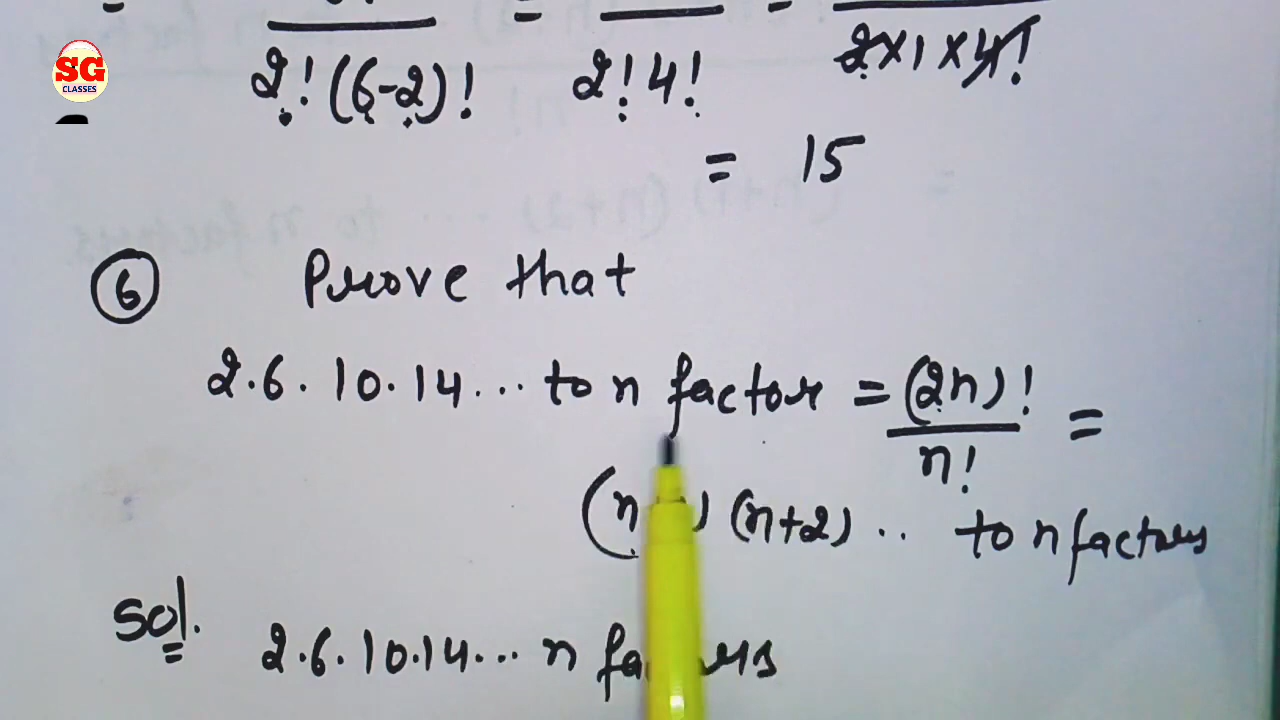 SG
CLASSES
= = =
2!(6-2)! 2!4! 2×1×4!
= 15
6 Prove that
2.6.10.14... to n factor = (2n)!/n! =
(n ) (n+2) .. to n factors
Sol. 2.6.10.14... n factors